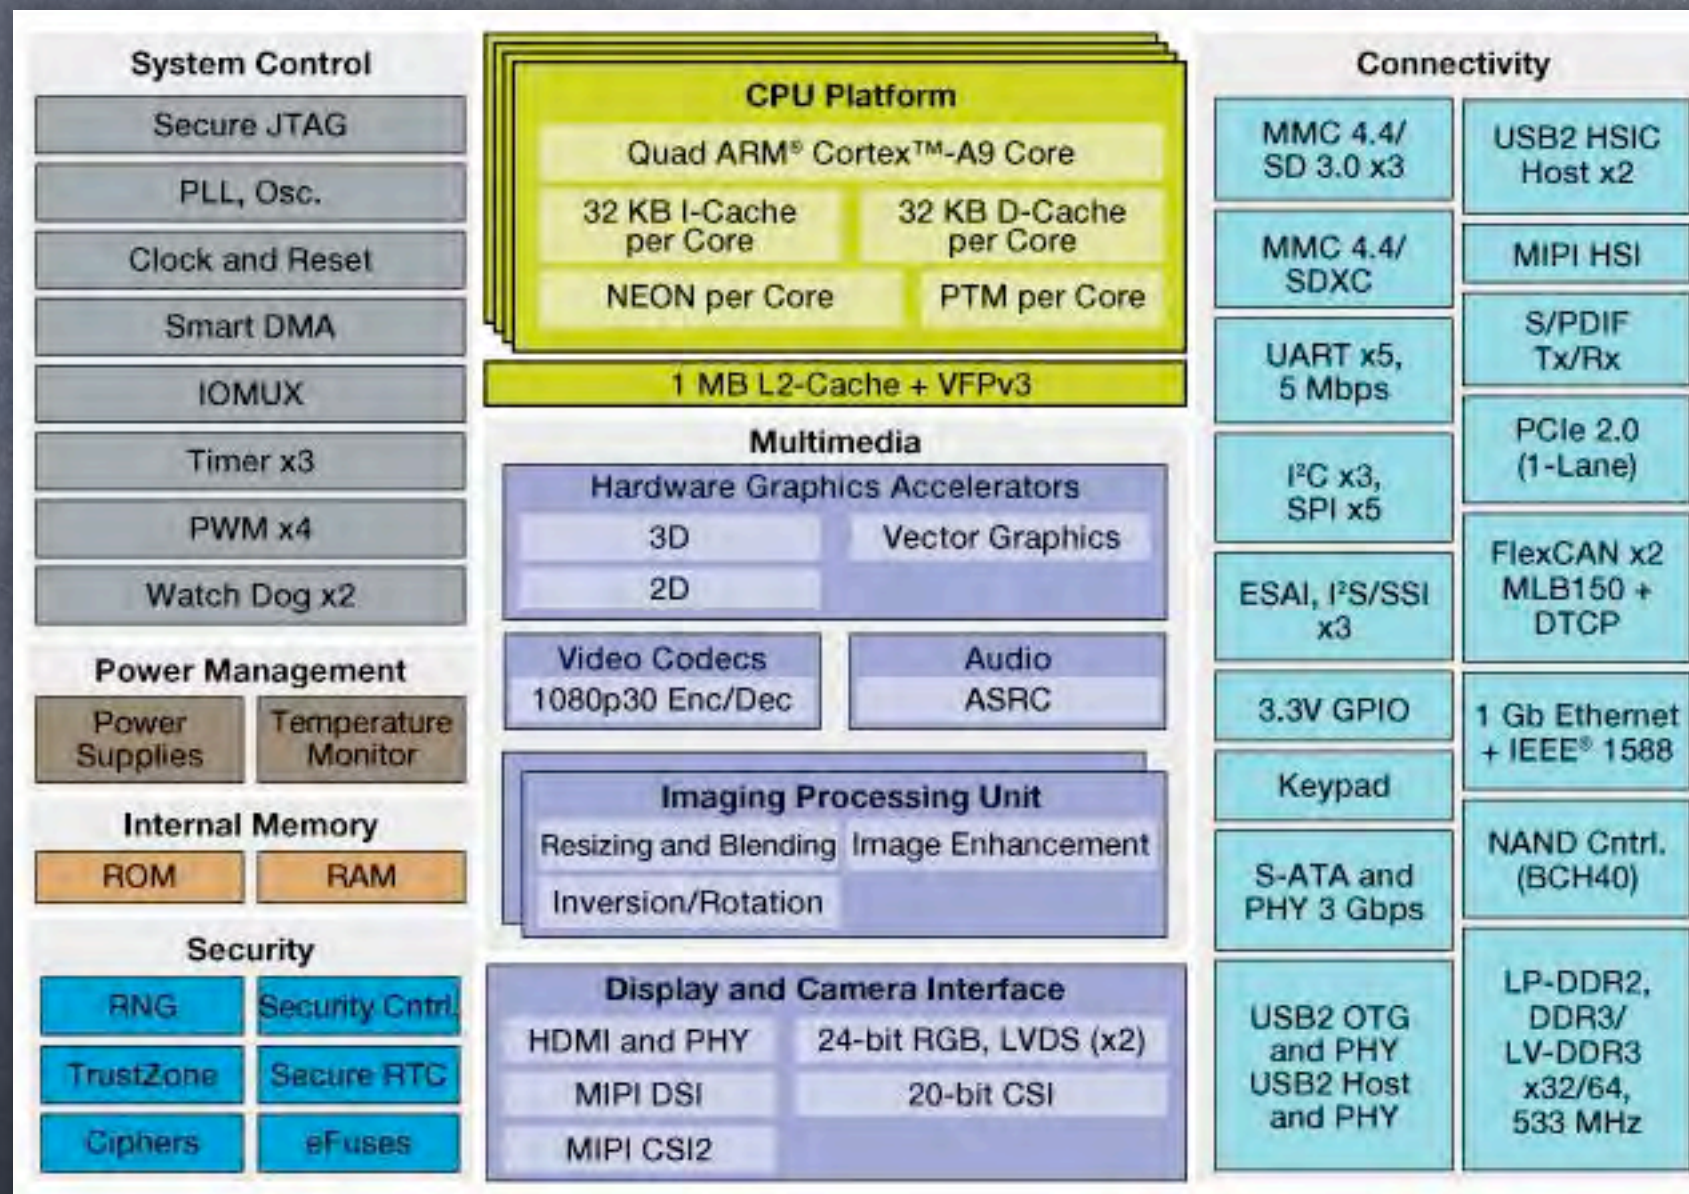 System Control
Secure JTAG
PLL, Osc.
Clock and Reset
Smart DMA
IOMUX
Timer x3
PWM x4
Watch Dog x2
Power Management
Power
Supplies
Temperature
Monitor
Internal Memory
ROM
RAM
Security
RNG
Security Cntrl.
TrustZone
Secure RTC
Ciphers
eFuses
CPU Platform
Quad ARM® Cortex™-A9 Core
32 KB I-Cache
per Core
32 KB D-Cache
per Core
NEON per Core
PTM per Core
1 MB L2-Cache + VFPv3
Multimedia
Hardware Graphics Accelerators
3D
Vector Graphics
2D
Video Codecs
1080p30 Enc/Dec
Audio
ASRC
Imaging Processing Unit
Resizing and Blending
Image Enhancement
Inversion/Rotation
Display and Camera Interface
HDMI and PHY
24-bit RGB, LVDS (x2)
MIPI DSI
20-bit CSI
MIPI CSI2
Connectivity
MMC 4.4/
SD 3.0 x3
MMC 4.4/
SDXC
UART x5,
5 Mbps
I²C x3,
SPI x5
ESAI, I²S/SSI
x3
3.3V GPIO
Keypad
S-ATA and
PHY 3 Gbps
USB2 OTG
and PHY
USB2 Host
and PHY
USB2 HSIC
Host x2
MIPI HSI
S/PDIF
Tx/Rx
PCIe 2.0
(1-Lane)
FlexCAN x2
MLB150 +
DTCP
1 Gb Ethernet
+ IEEE® 1588
NAND Cntrl.
(BCH40)
LP-DDR2,
DDR3/
LV-DDR3
x32/64,
533 MHz